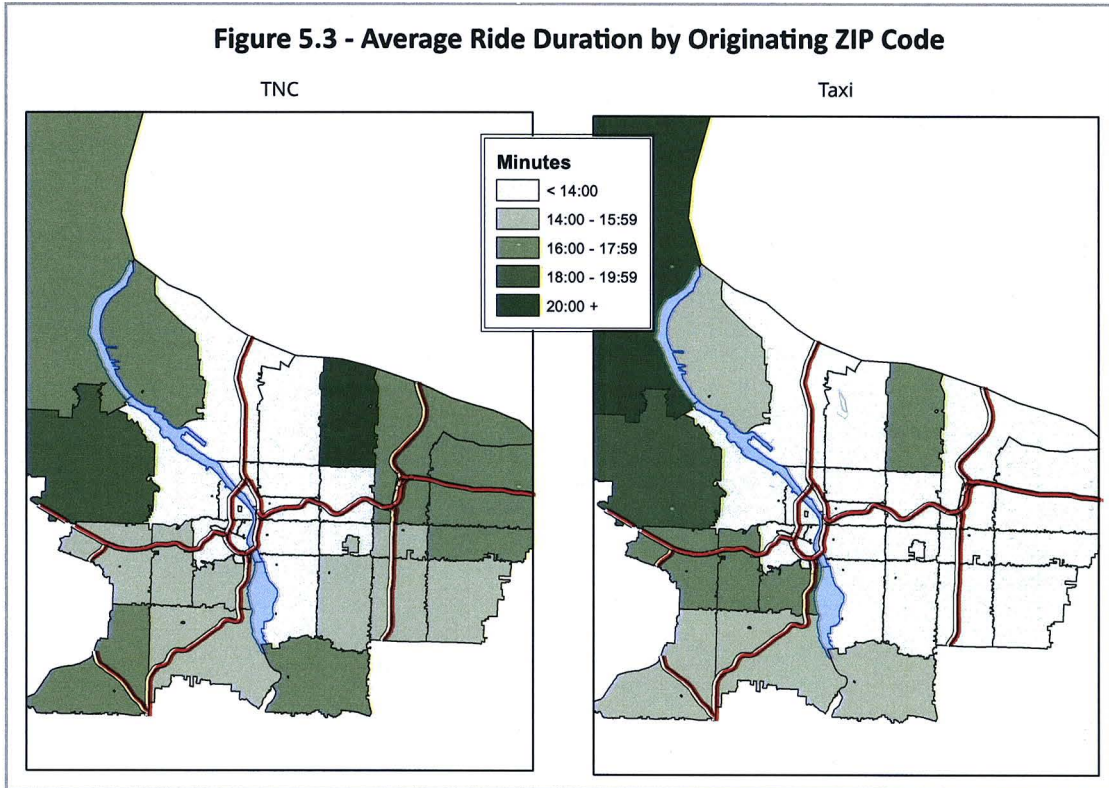 Figure 5.3 - Average Ride Duration by Originating ZIP Code
TNC
Taxi
Minutes
< 14:00
14:00 - 15:59
16:00 - 17:59
18:00 - 19:59
20:00 +